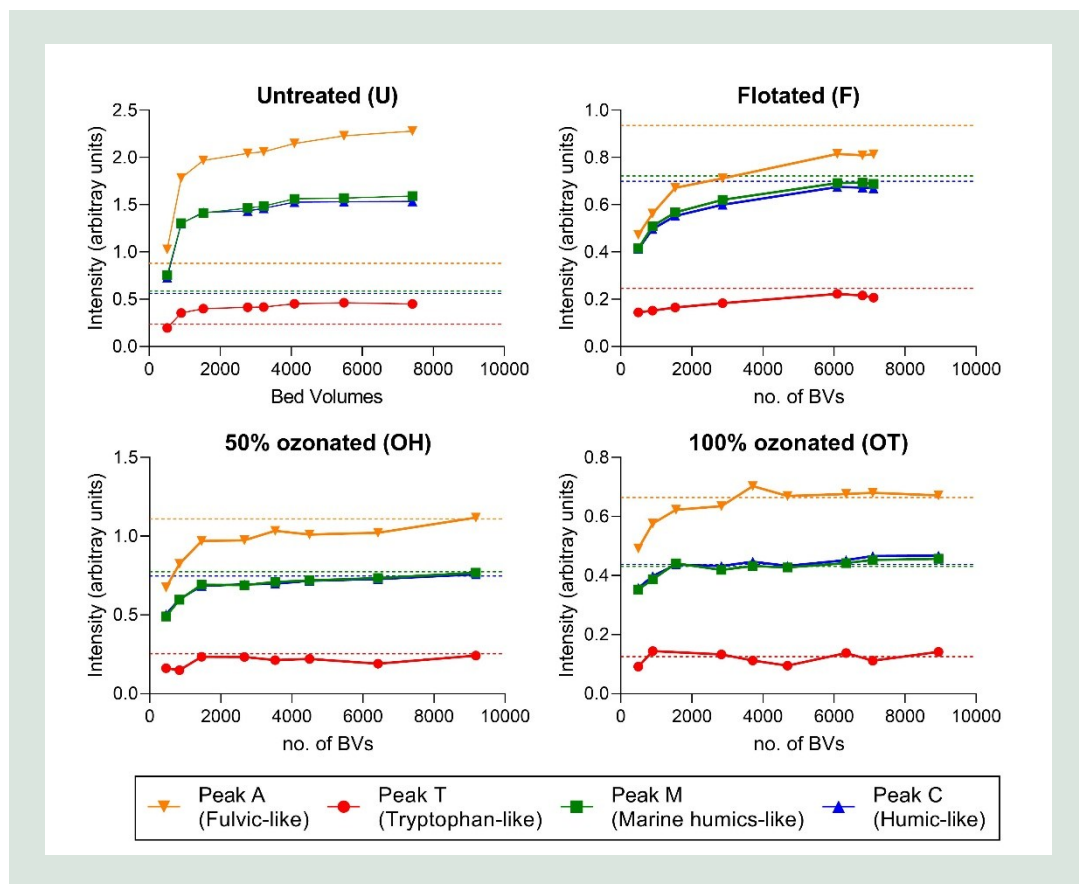 Untreated (U)
Intensity (arbitray units)
2.5
2.0
1.5
1.0
0.5
0.0
0 2000 4000 6000 8000 10000
Bed Volumes
Flotated (F)
Intensity (arbitray units)
1.0
0.8
0.6
0.4
0.2
0.0
0 2000 4000 6000 8000 10000
no. of BVs
50% ozonated (OH)
Intensity (arbitray units)
1.5
1.0
0.5
0.0
0 2000 4000 6000 8000 10000
no. of BVs
100% ozonated (OT)
Intensity (arbitray units)
0.8
0.6
0.4
0.2
0.0
0 2000 4000 6000 8000 10000
no. of BVs
Peak A
(Fulvic-like)
Peak T
(Tryptophan-like)
Peak M
(Marine humics-like)
Peak C
(Humic-like)